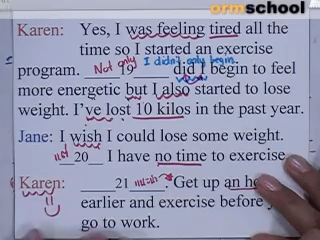 ormschool
Karen: Yes, I was feeling tired all the
time so I started an exercise
Not only I didn't only begin
program. 19 did I begin to feel
more energetic but I also started to lose
weight. I've lost 10 kilos in the past year.
Jane: I wish I could lose some weight.
20 I have no time to exercise
Karen: 21 . Get up an
earlier and exercise before
go to work.